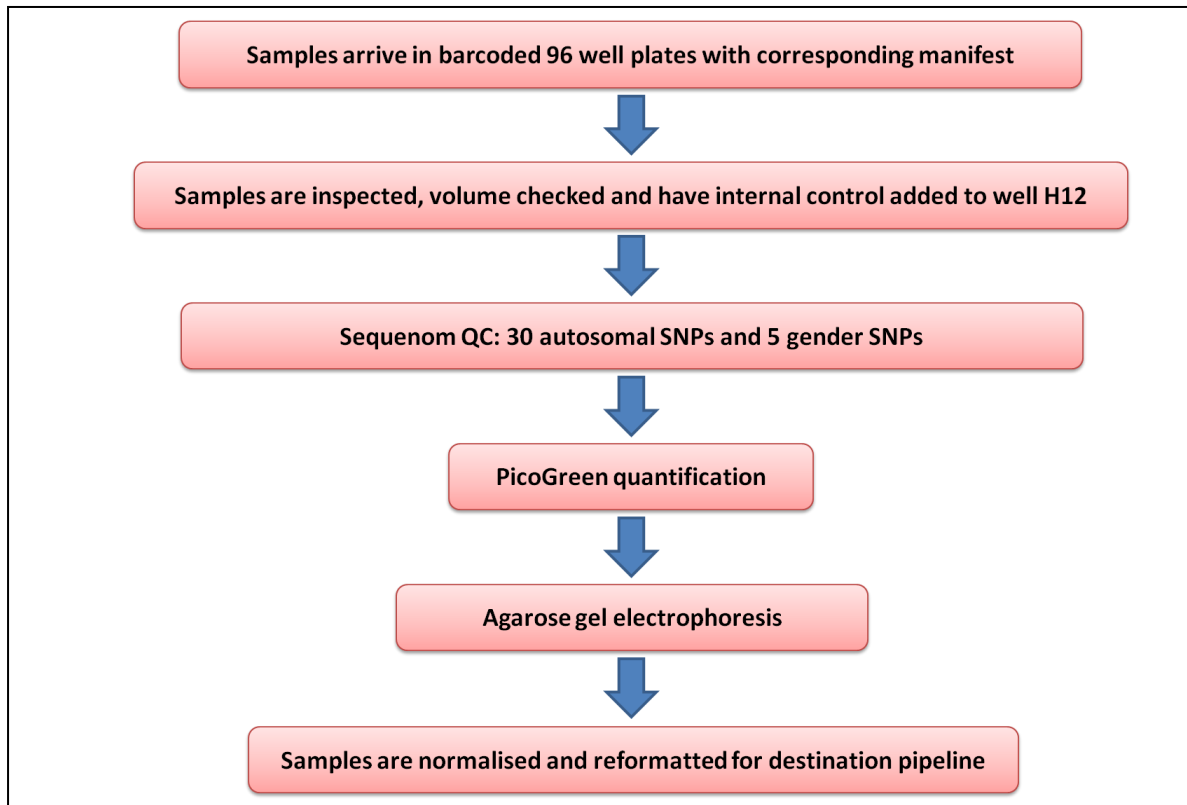 Samples arrive in barcoded 96 well plates with corresponding manifest
Samples are inspected, volume checked and have internal control added to well H12
Sequenom QC: 30 autosomal SNPs and 5 gender SNPs
PicoGreen quantification
Agarose gel electrophoresis
Samples are normalised and reformatted for destination pipeline